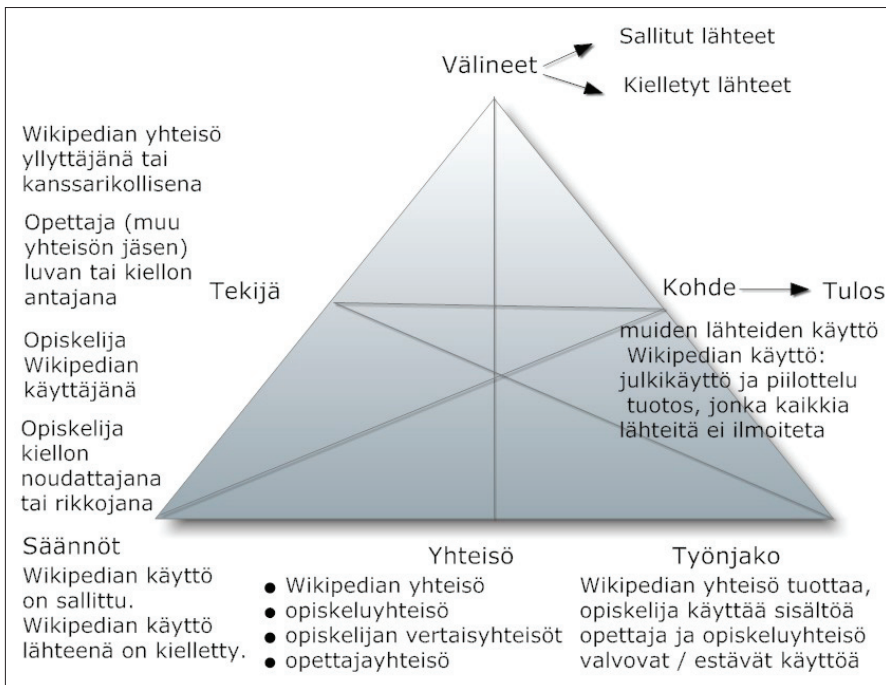 Sallitut lähteet
Välineet
Kielletyt lähteet
Wikipedian yhteisö
yllyttäjänä tai
kanssarikollisena
Opettaja (muu
yhteisön jäsen)
luvan tai kiellon
antajana
Tekijä
Kohde
Tulos
Opiskelija
Wikipedian
käyttäjänä
muiden lähteiden käyttö
Wikipedian käyttö:
julkikäyttö ja piilottelu
tuotos, jonka kaikkia
lähteitä ei ilmoiteta
Opiskelija
kiellon
noudattajana
tai rikkojana
Säännöt
Wikipedian käyttö
on sallittu.
Wikipedian käyttö
lähteenä on kielletty.
Yhteisö
● Wikipedian yhteisö
● opiskeluyhteisö
● opiskelijan vertaisyhteisöt
● opettajayhteisö
Työnjako
Wikipedian yhteisö tuottaa,
opiskelija käyttää sisältöä
opettaja ja opiskeluyhteisö
valvovat / estävät käyttöä